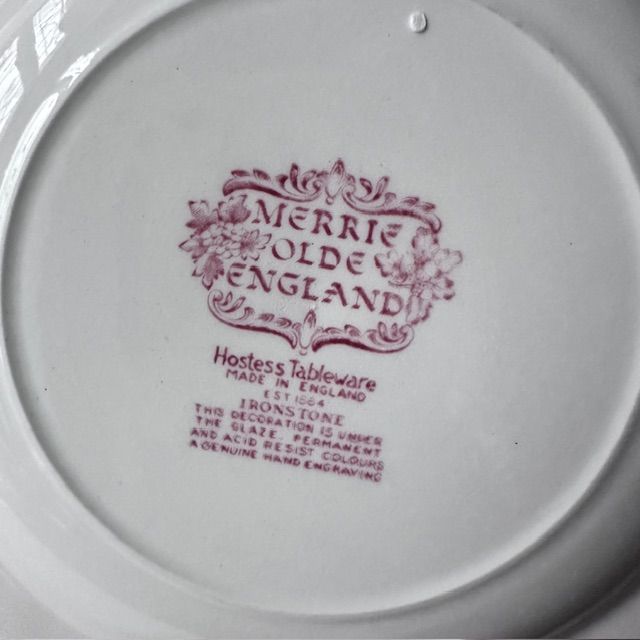 MERRIE
OLDE
ENGLAND
Hostess Tableware
MADE IN ENGLAND
EST 1864
IRONSTONE
THIS DECORATION IS UNDER
THE GLAZE. PERMANENT
AND ACID RESIST COLOURS
A GENUINE HAND ENGRAVING